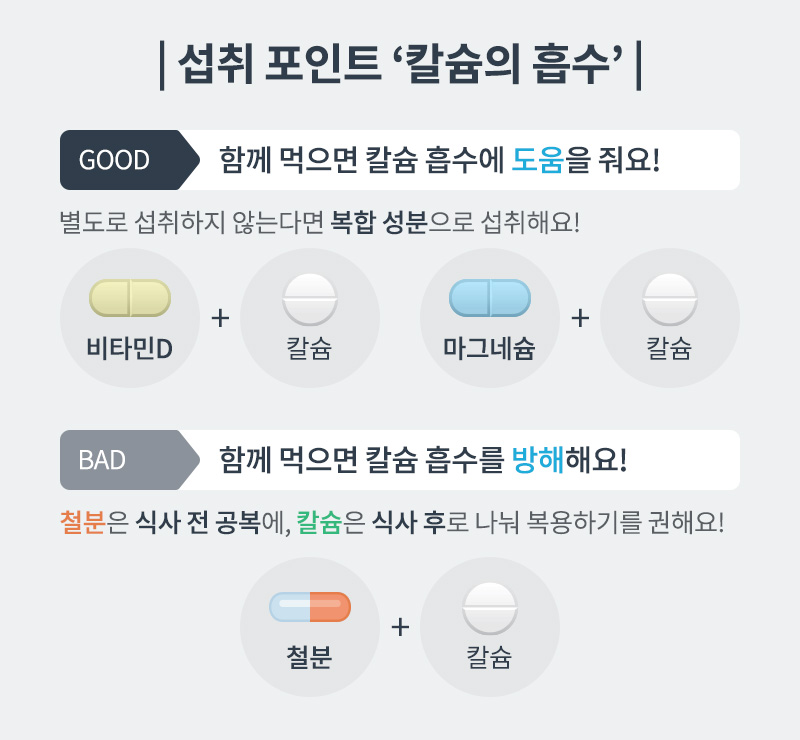 섭취 포인트 ‘칼슘의 흡수’
GOOD 함께 먹으면 칼슘 흡수에 도움을 줘요!
별도로 섭취하지 않는다면 복합 성분으로 섭취해요!
비타민D + 칼슘 마그네슘 + 칼슘
BAD 함께 먹으면 칼슘 흡수를 방해해요!
철분은 식사 전 공복에, 칼슘은 식사 후로 나눠 복용하기를 권해요!
철분 + 칼슘